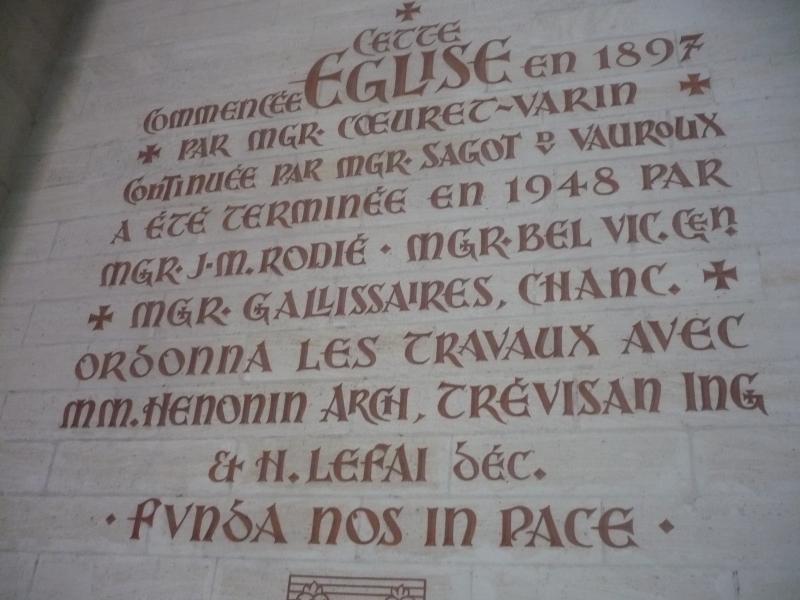 CETTE
COMMENCÉE EGLISE EN 1897
PAR MGR. CŒURET~VARIN
CONTINUÉE PAR MGR. SAGOT D V VAUROUX
A ÉTÉ TERMINÉE EN 1948 PAR
MGR. J.M. RODIÉ · MGR. BEL VIC. GEN.
MGR. GALLISSAIRES, CHANC.
ORDONNA LES TRAVAUX AVEC
MM. HENONIN ARCH, TRÉVISAN ING
& H. LEFAI DÉC.
· FVNDA NOS IN PACE ·